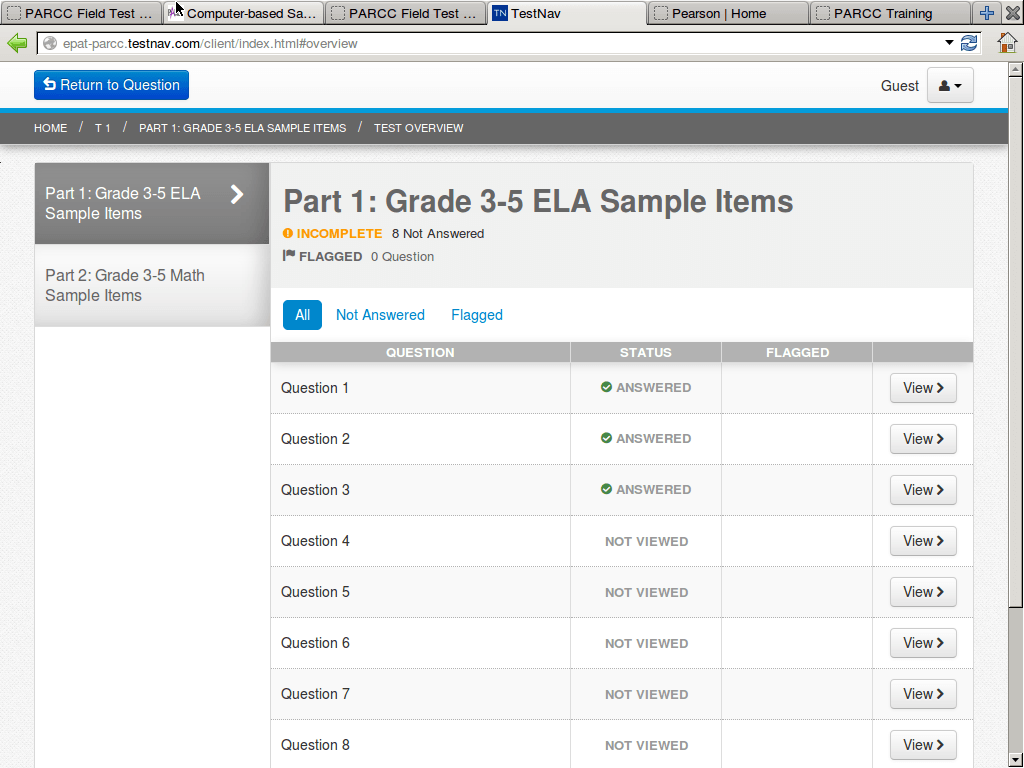 PARCC Field Test ... Computer-based Sa... PARCC Field Test ... TN TestNav Pearson | Home PARCC Training
epat-parcc.testnav.com/client/index.html#overview
Return to Question Guest
HOME / T 1 / PART 1: GRADE 3-5 ELA SAMPLE ITEMS / TEST OVERVIEW
Part 1: Grade 3-5 ELA
Sample Items
Part 2: Grade 3-5 Math
Sample Items
Part 1: Grade 3-5 ELA Sample Items
INCOMPLETE 8 Not Answered
FLAGGED 0 Question
All Not Answered Flagged
QUESTION STATUS FLAGGED
Question 1 ANSWERED View
Question 2 ANSWERED View
Question 3 ANSWERED View
Question 4 NOT VIEWED View
Question 5 NOT VIEWED View
Question 6 NOT VIEWED View
Question 7 NOT VIEWED View
Question 8 NOT VIEWED View